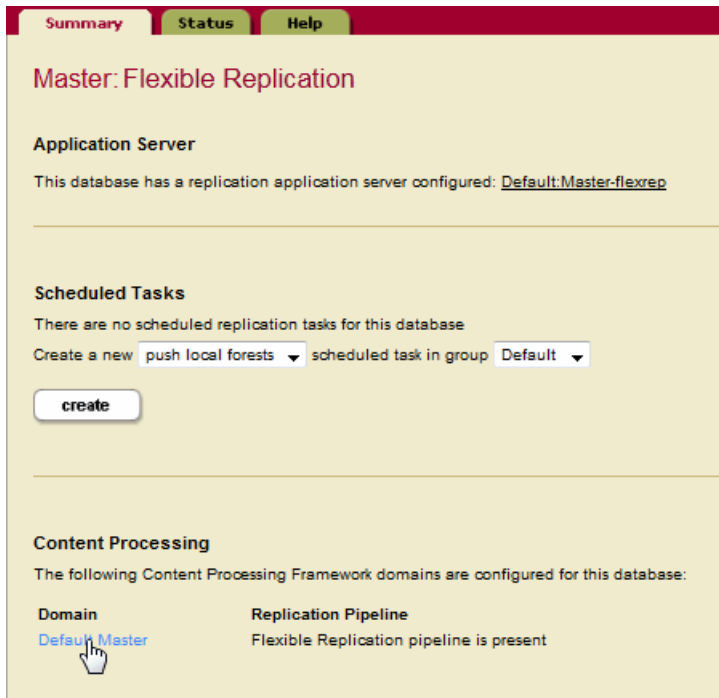 Summary Status Help
Master: Flexible Replication
Application Server
This database has a replication application server configured: Default:Master-flexrep
Scheduled Tasks
There are no scheduled replication tasks for this database
Create a new push local forests scheduled task in group Default
create
Content Processing
The following Content Processing Framework domains are configured for this database:
Domain Replication Pipeline
Default Master Flexible Replication pipeline is present